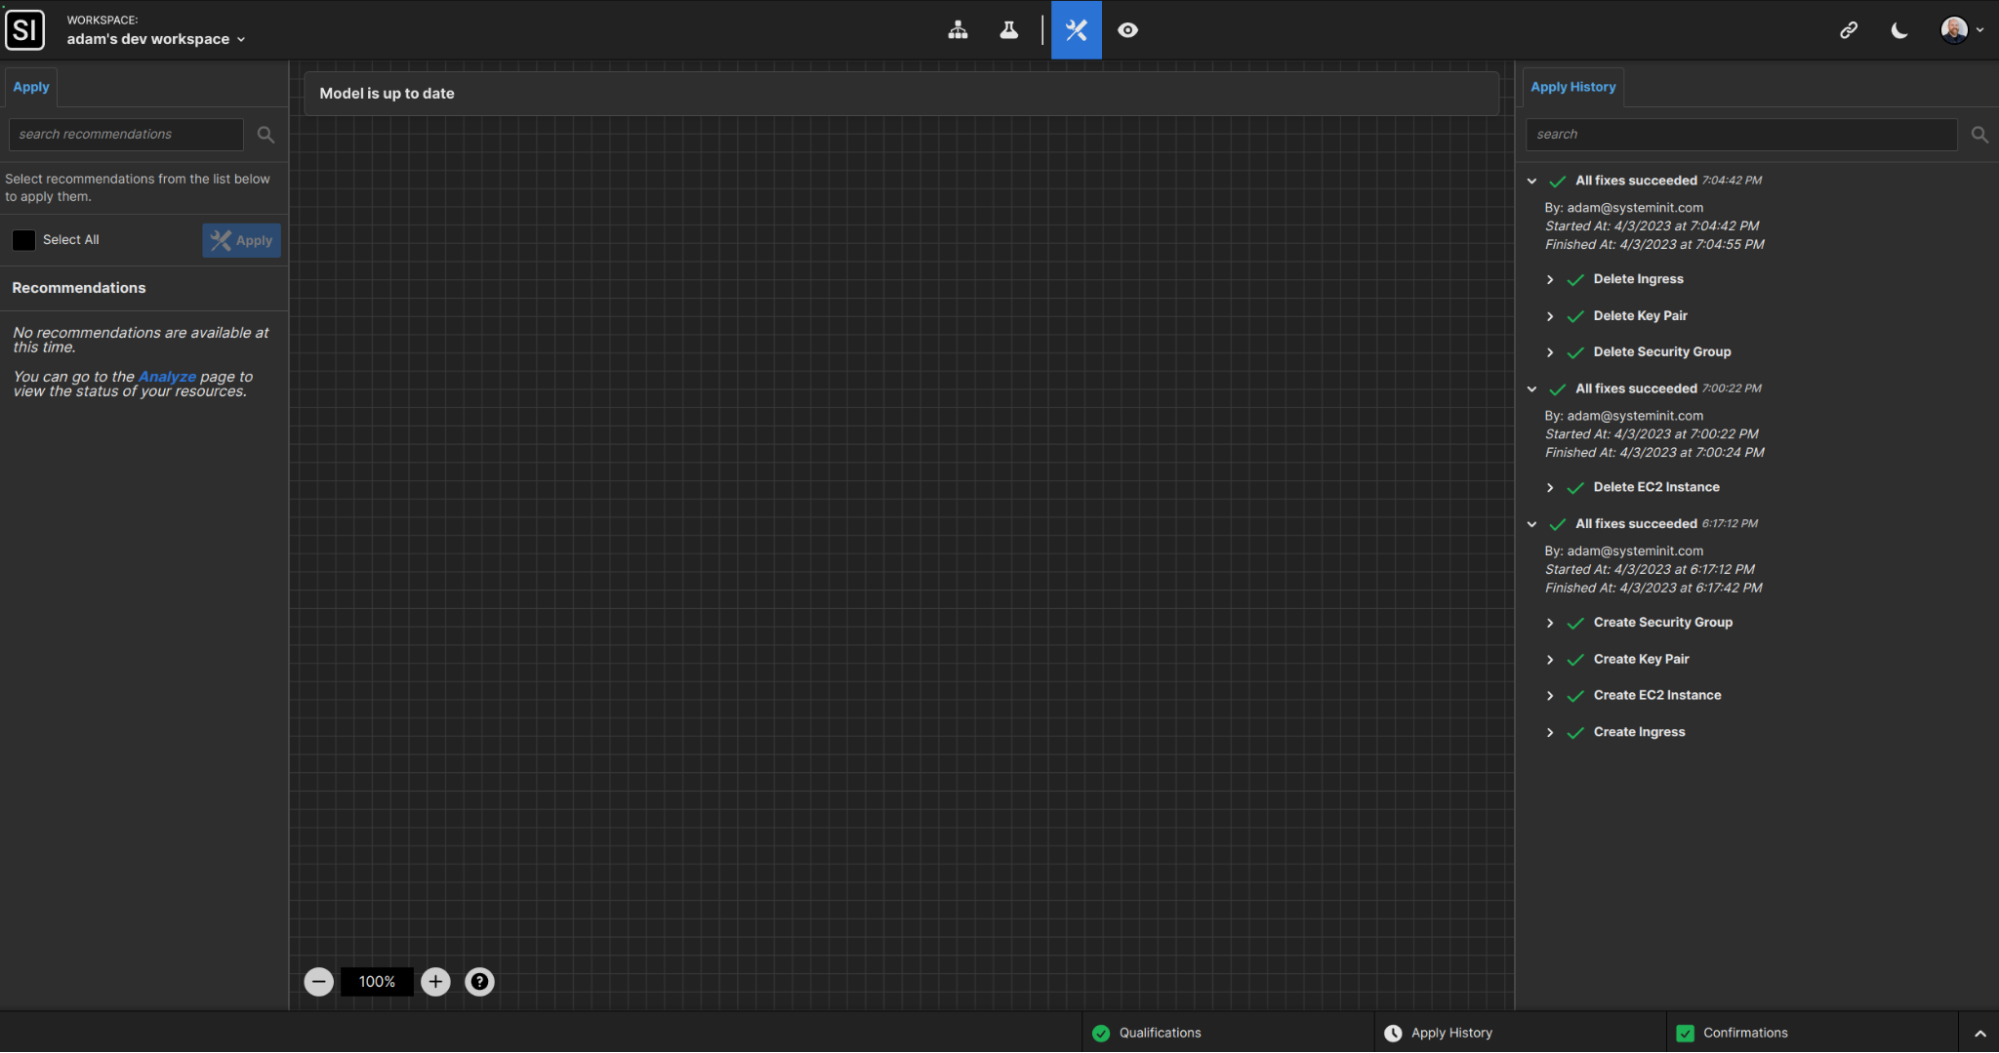 SI
WORKSPACE:
adam's dev workspace
Apply
search recommendations
Select recommendations from the list below
to apply them.
Select All
Apply
Recommendations
No recommendations are available at
this time.
You can go to the Analyze page to
view the status of your resources.
Model is up to date
100%
?
Apply History
search
All fixes succeeded 7:04:42 PM
By: adam@systeminit.com
Started At: 4/3/2023 at 7:04:42 PM
Finished At: 4/3/2023 at 7:04:55 PM
Delete Ingress
Delete Key Pair
Delete Security Group
All fixes succeeded 7:00:22 PM
By: adam@systeminit.com
Started At: 4/3/2023 at 7:00:22 PM
Finished At: 4/3/2023 at 7:00:24 PM
Delete EC2 Instance
All fixes succeeded 6:17:12 PM
By: adam@systeminit.com
Started At: 4/3/2023 at 6:17:12 PM
Finished At: 4/3/2023 at 6:17:42 PM
Create Security Group
Create Key Pair
Create EC2 Instance
Create Ingress
Qualifications
Apply History
Confirmations